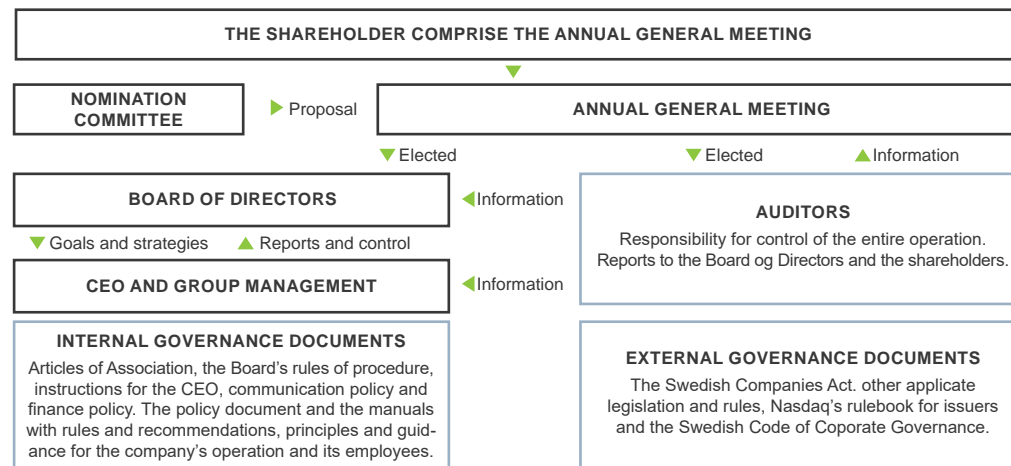 THE SHAREHOLDER COMPRISE THE ANNUAL GENERAL MEETING
NOMINATION
COMMITTEE
Proposal
ANNUAL GENERAL MEETING
Elected
Elected
Information
BOARD OF DIRECTORS
Information
AUDITORS
Responsibility for control of the entire operation.
Reports to the Board og Directors and the shareholders.
Goals and strategies
Reports and control
CEO AND GROUP MANAGEMENT
Information
INTERNAL GOVERNANCE DOCUMENTS
Articles of Association, the Board's rules of procedure,
instructions for the CEO, communication policy and
finance policy. The policy document and the manuals
with rules and recommendations, principles and guid-
ance for the company's operation and its employees.
EXTERNAL GOVERNANCE DOCUMENTS
The Swedish Companies Act. other applicate
legislation and rules, Nasdaq's rulebook for issuers
and the Swedish Code of Coporate Governance.